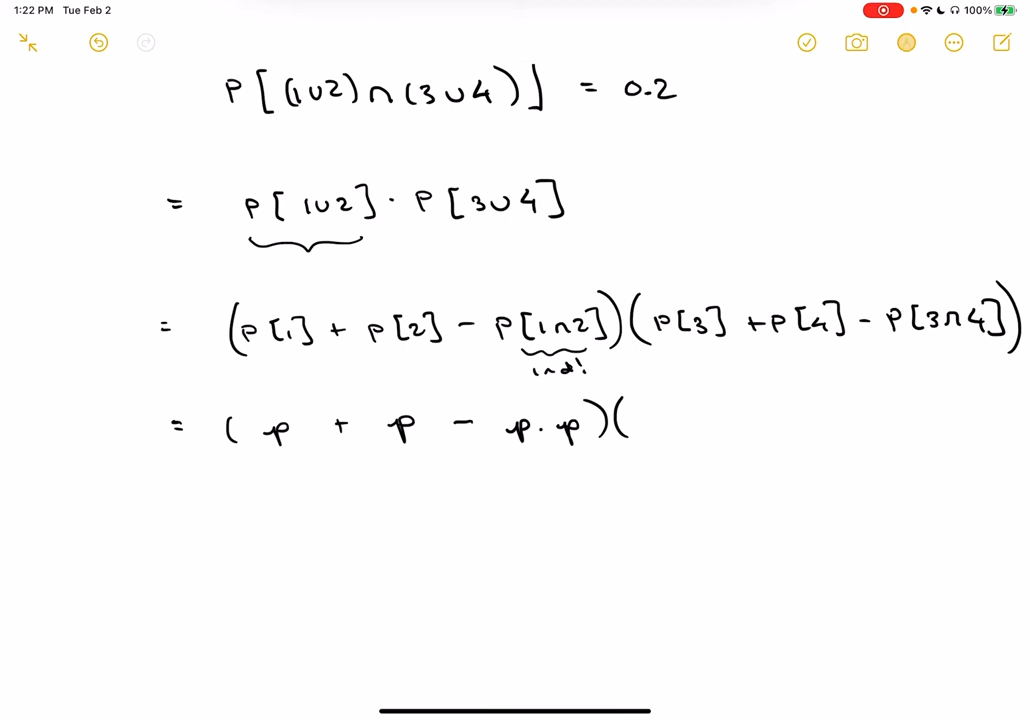 1:22 PM Tue Feb 2 100%
P[(1∪2)∩(3∪4)] = 0.2
= P[1∪2] · P[3∪4]
= (P[1] + P[2] - P[1∩2])(P[3] + P[4] - P[3∩4])
ind!
= (p + p - p.p)(